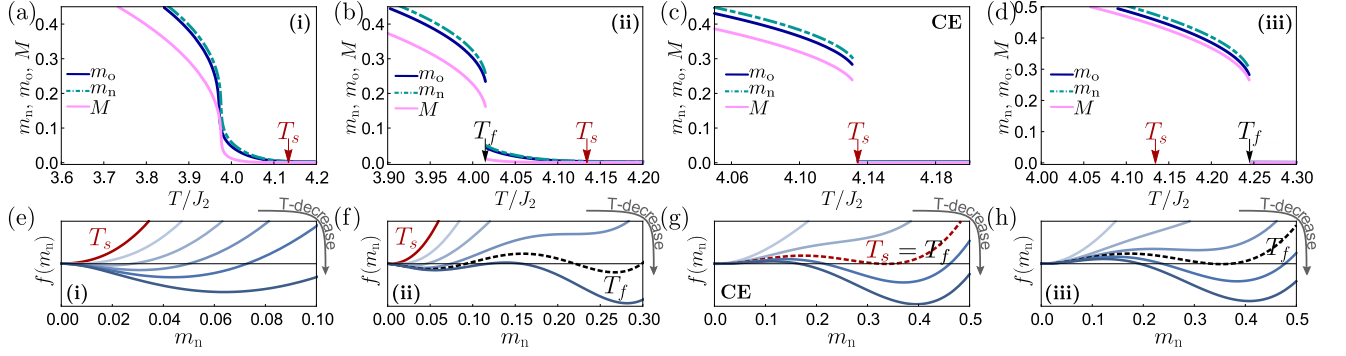 (a) (i)
m_n, m_o, M
0.4
0.3
0.2
0.1
0.0
m_o
m_n
M
T_s
3.6 3.7 3.8 3.9 4.0 4.1 4.2
T/J_2
(b) (ii)
0.4
0.3
0.2
0.1
0.0
m_o
m_n
M
T_f T_s
3.90 3.95 4.00 4.05 4.10 4.15 4.20
T/J_2
(c) CE
0.4
0.3
0.2
0.1
0.0
m_o
m_n
M
T_s
4.06 4.10 4.14 4.18
T/J_2
(d) (iii)
0.5
0.4
0.3
0.2
0.1
0.0
m_o
m_n
M
T_s T_f
4.00 4.05 4.10 4.15 4.20 4.25 4.30
T/J_2
(e) T-decrease
f(m_n)
T_s
(i)
0.00 0.02 0.04 0.06 0.08 0.10
m_n
(f) T-decrease
f(m_n)
T_s
T_f
(ii)
0.00 0.05 0.10 0.15 0.20 0.25 0.30
m_n
(g) T-decrease
f(m_n)
T_s = T_f
CE
0.0 0.1 0.2 0.3 0.4 0.5
m_n
(h) T-decrease
f(m_n)
T_f
(iii)
0.0 0.1 0.2 0.3 0.4 0.5
m_n